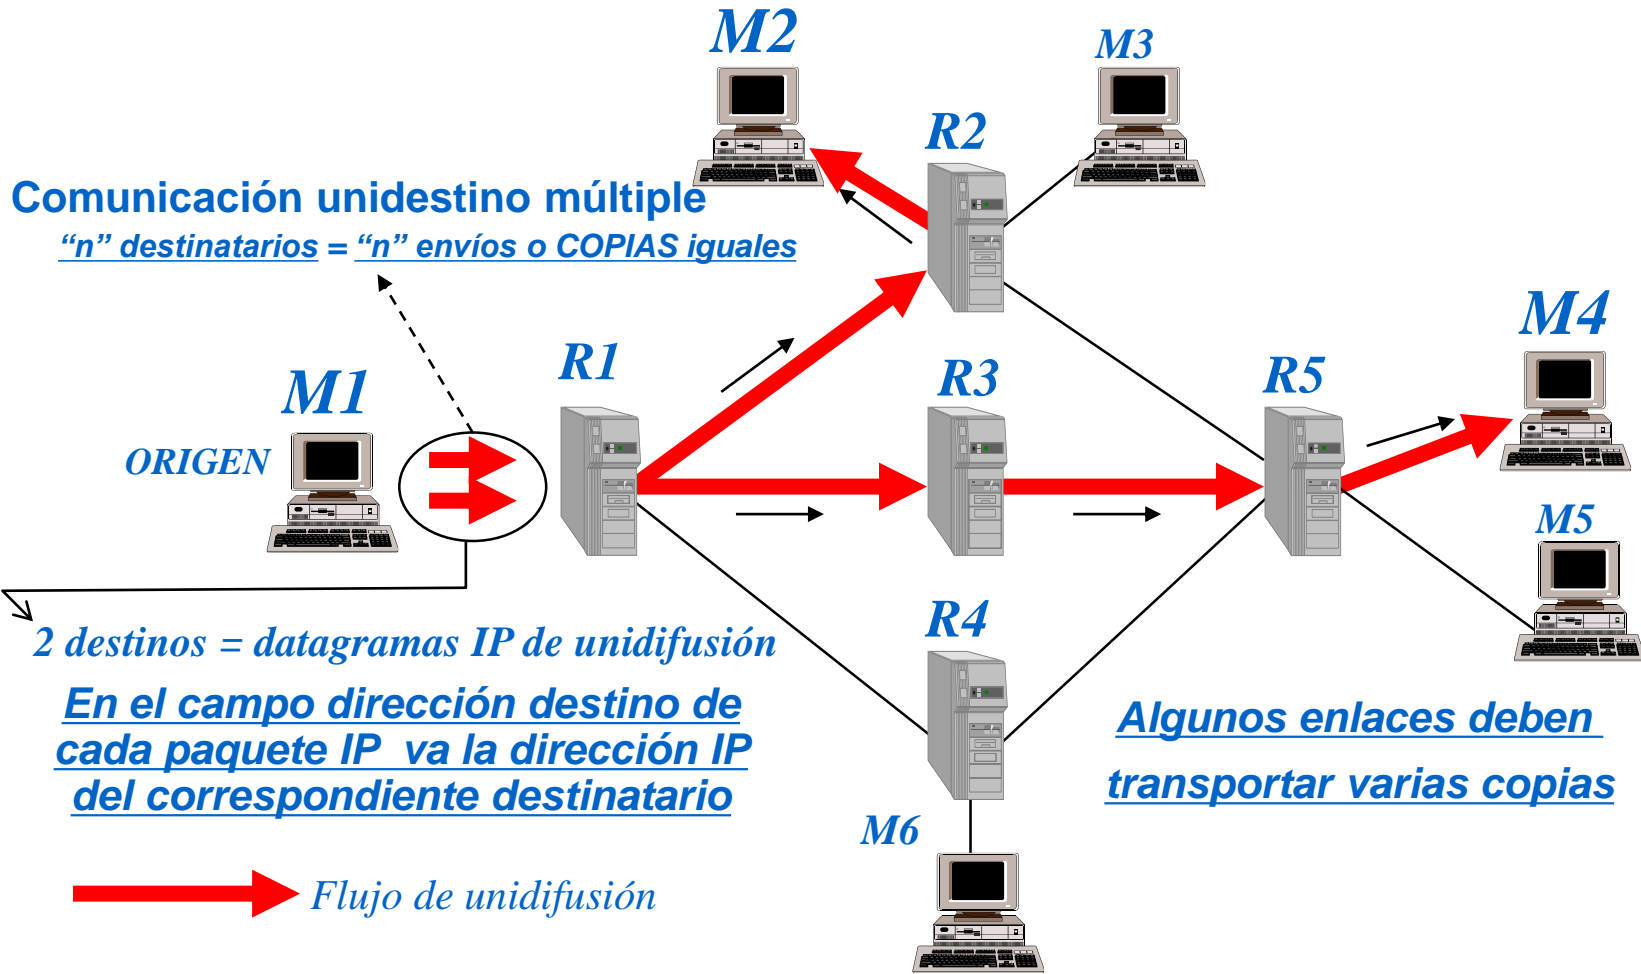 M2
M3
R2
Comunicación unidestino múltiple
“n” destinatarios = “n” envíos o COPIAS iguales
M4
R1
R3
R5
M1
ORIGEN
M5
R4
2 destinos = datagramas IP de unidifusión
En el campo dirección destino de
cada paquete IP va la dirección IP
del correspondiente destinatario
Algunos enlaces deben
transportar varias copias
M6
Flujo de unidifusión